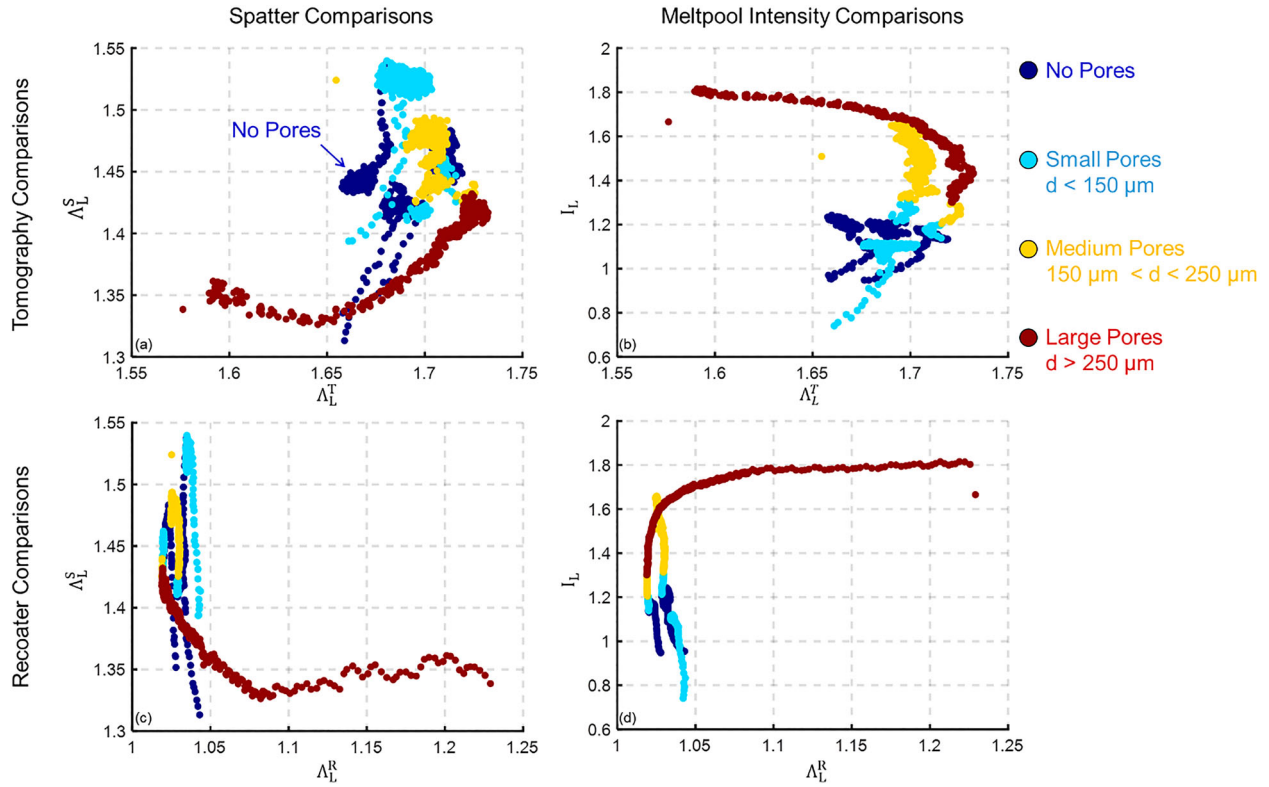 Spatter Comparisons
Meltpool Intensity Comparisons
Tomography Comparisons
Λ_L^S
1.55
1.5
1.45
1.4
1.35
1.3
No Pores
(a)
1.55
1.6
1.65
1.7
1.75
Λ_L^T
I_L
2
1.8
1.6
1.4
1.2
1
0.8
0.6
(b)
1.55
1.6
1.65
1.7
1.75
Λ_L^T
No Pores
Small Pores
d < 150 μm
Medium Pores
150 μm < d < 250 μm
Large Pores
d > 250 μm
Recoater Comparisons
Λ_L^S
1.55
1.5
1.45
1.4
1.35
1.3
(c)
1
1.05
1.1
1.15
1.2
1.25
Λ_L^R
I_L
2
1.8
1.6
1.4
1.2
1
0.8
0.6
(d)
1
1.05
1.1
1.15
1.2
1.25
Λ_L^R